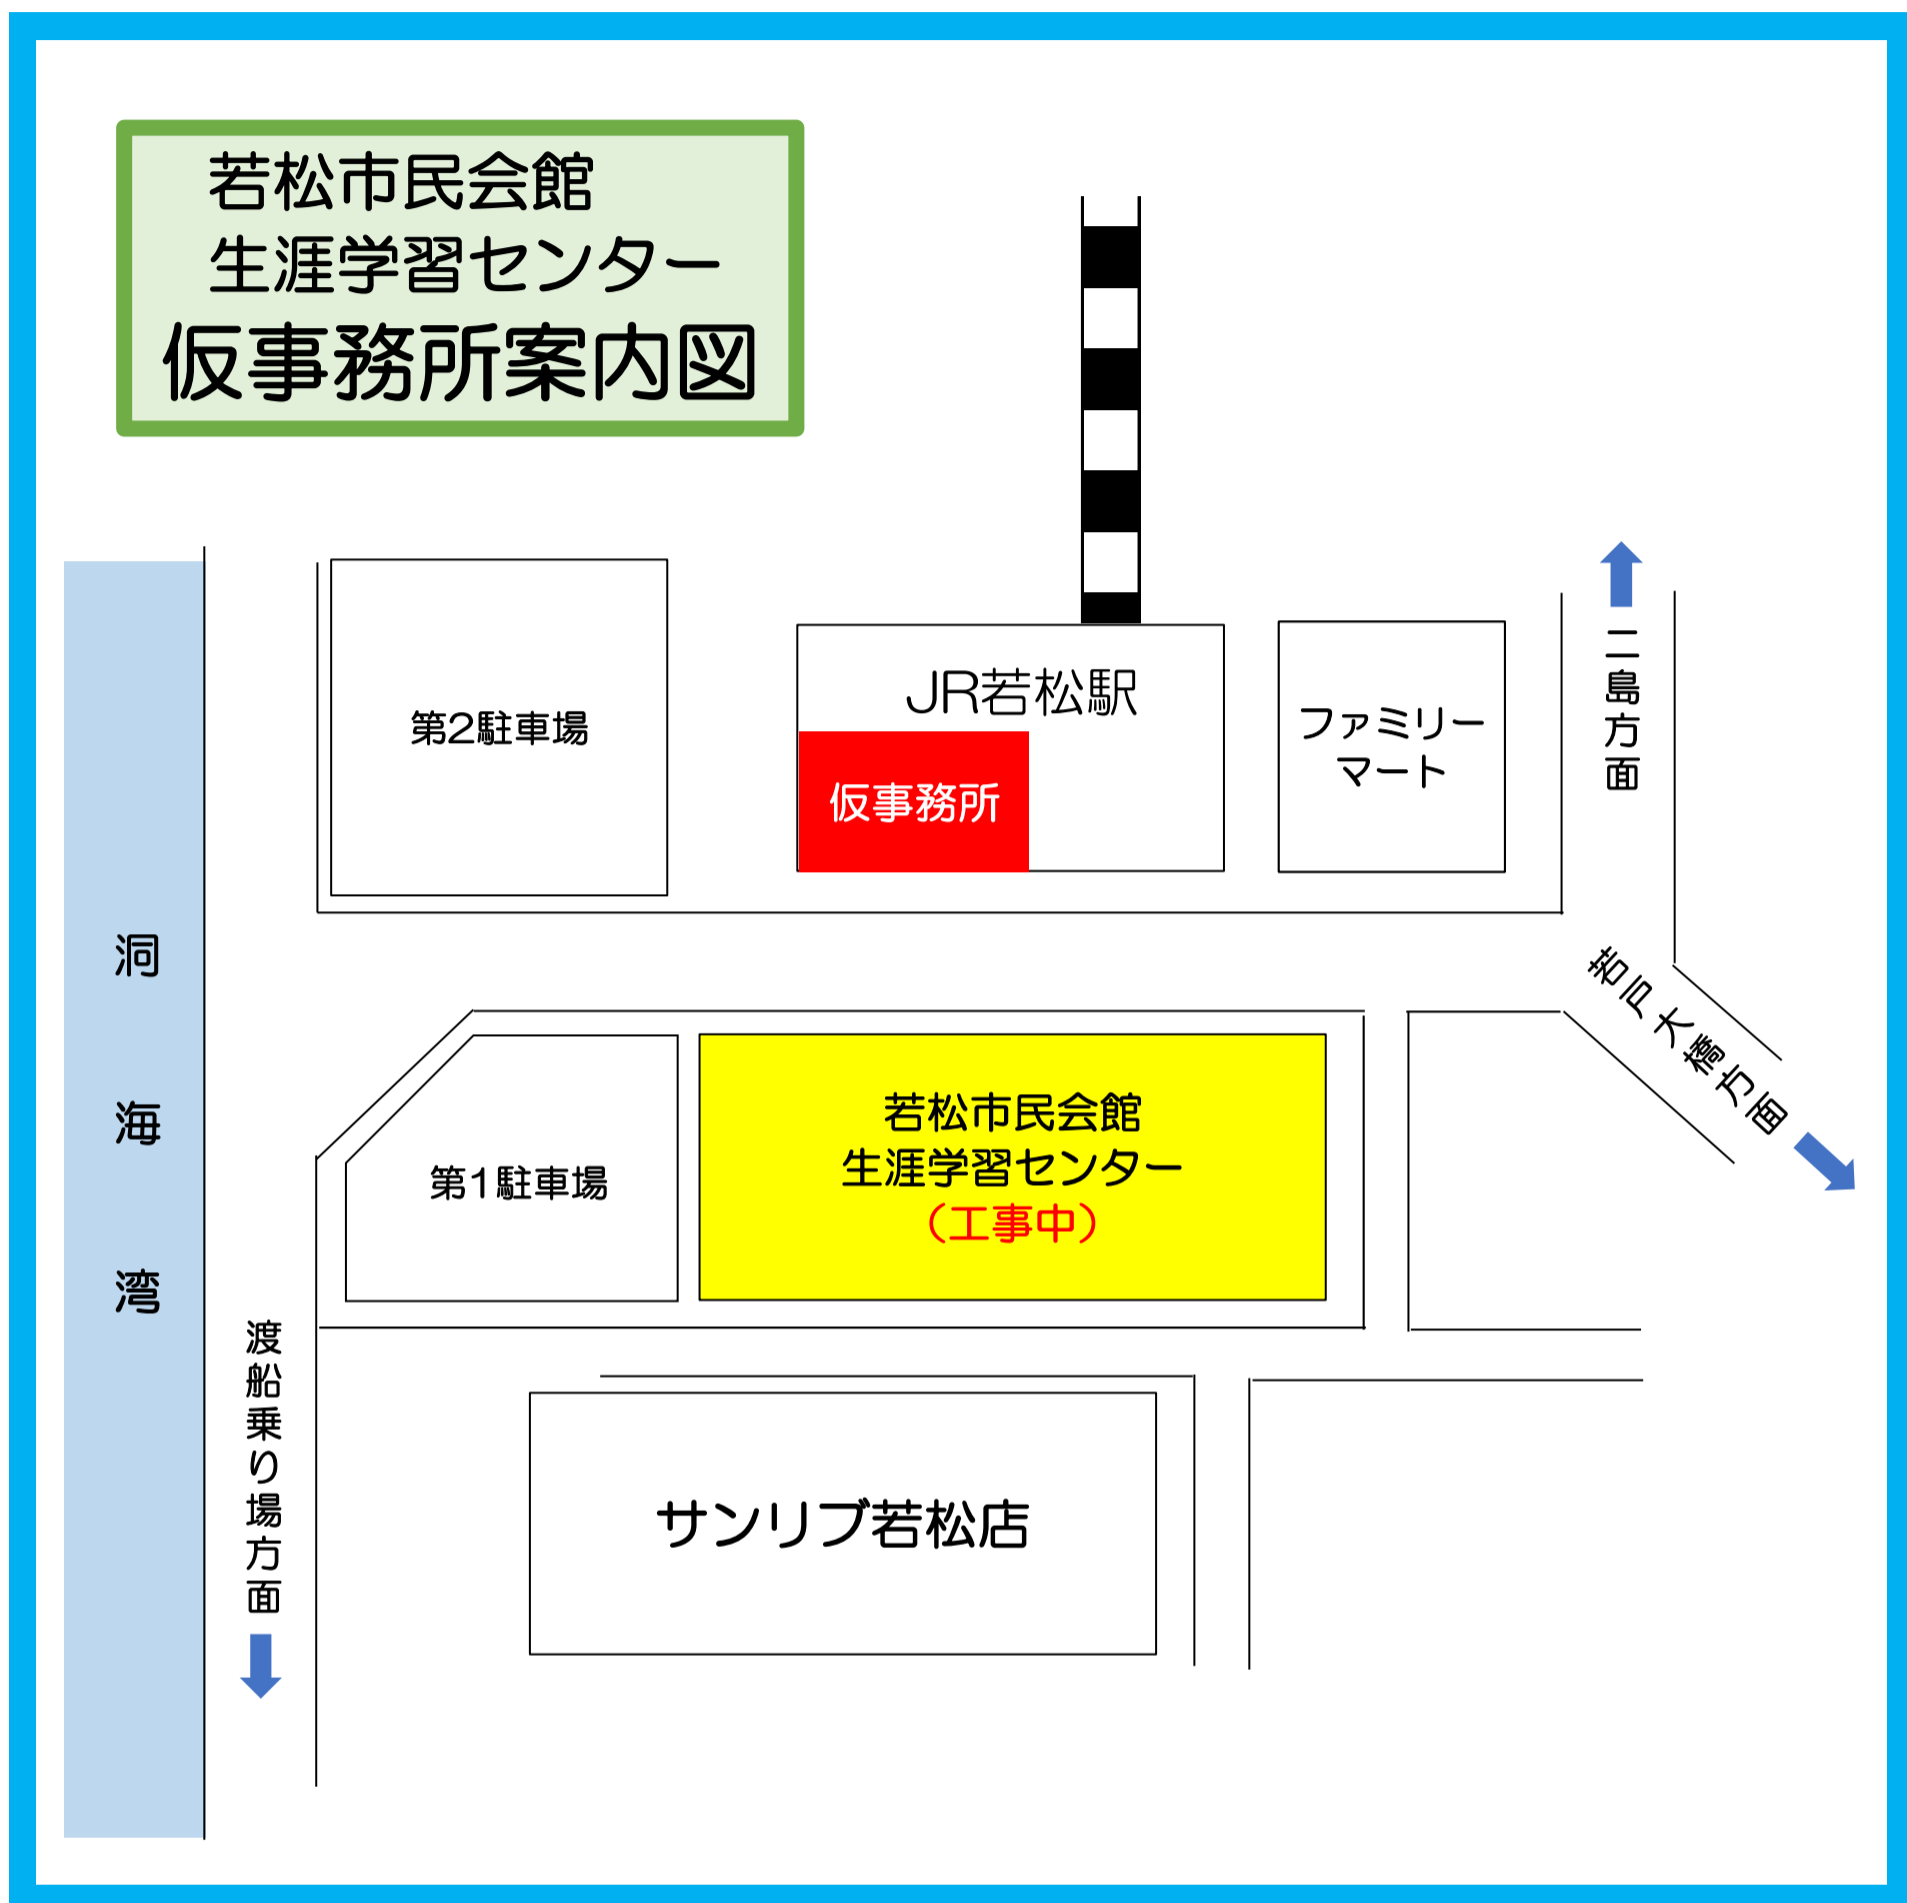 若松市民会館
生涯学習センター
仮事務所案内図
JR若松駅
仮事務所
第2駐車場
ファミリー
マート
二島方面
若戸大橋方面
洞海湾
第1駐車場
若松市民会館
生涯学習センター
（工事中）
渡船乗り場方面
サンリブ若松店